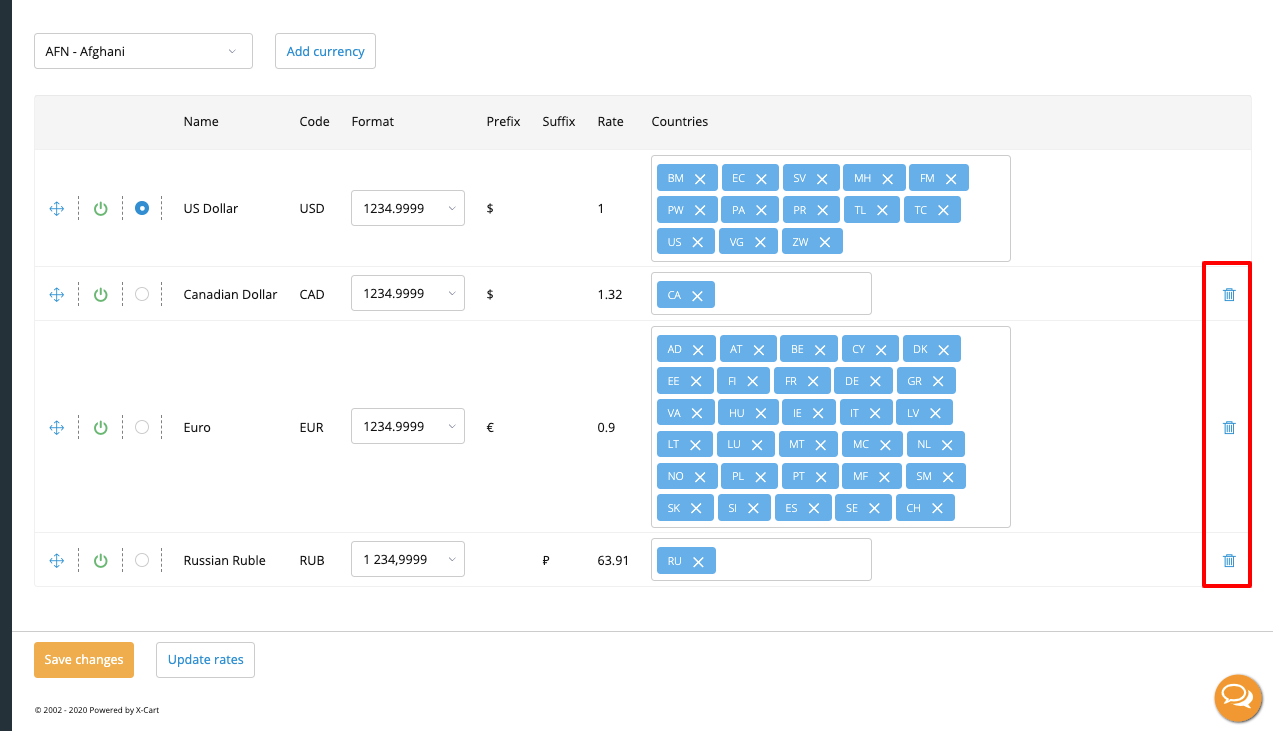 AFN - Afghani
Add currency
Name Code Format Prefix Suffix Rate Countries
US Dollar USD 1234.9999 $ 1
BM EC SV MH FM
PW PA PR TL TC
US VG ZW
Canadian Dollar CAD 1234.9999 $ 1.32 CA
Euro EUR 1234.9999 € 0.9
AD AT BE CY DK
EE FI FR DE GR
VA HU IE IT LV
LT LU MT MC NL
NO PL PT MF SM
SK SI ES SE CH
Russian Ruble RUB 1 234,9999 ₽ 63.91 RU
Save changes
Update rates
© 2002 - 2020 Powered by X-Cart